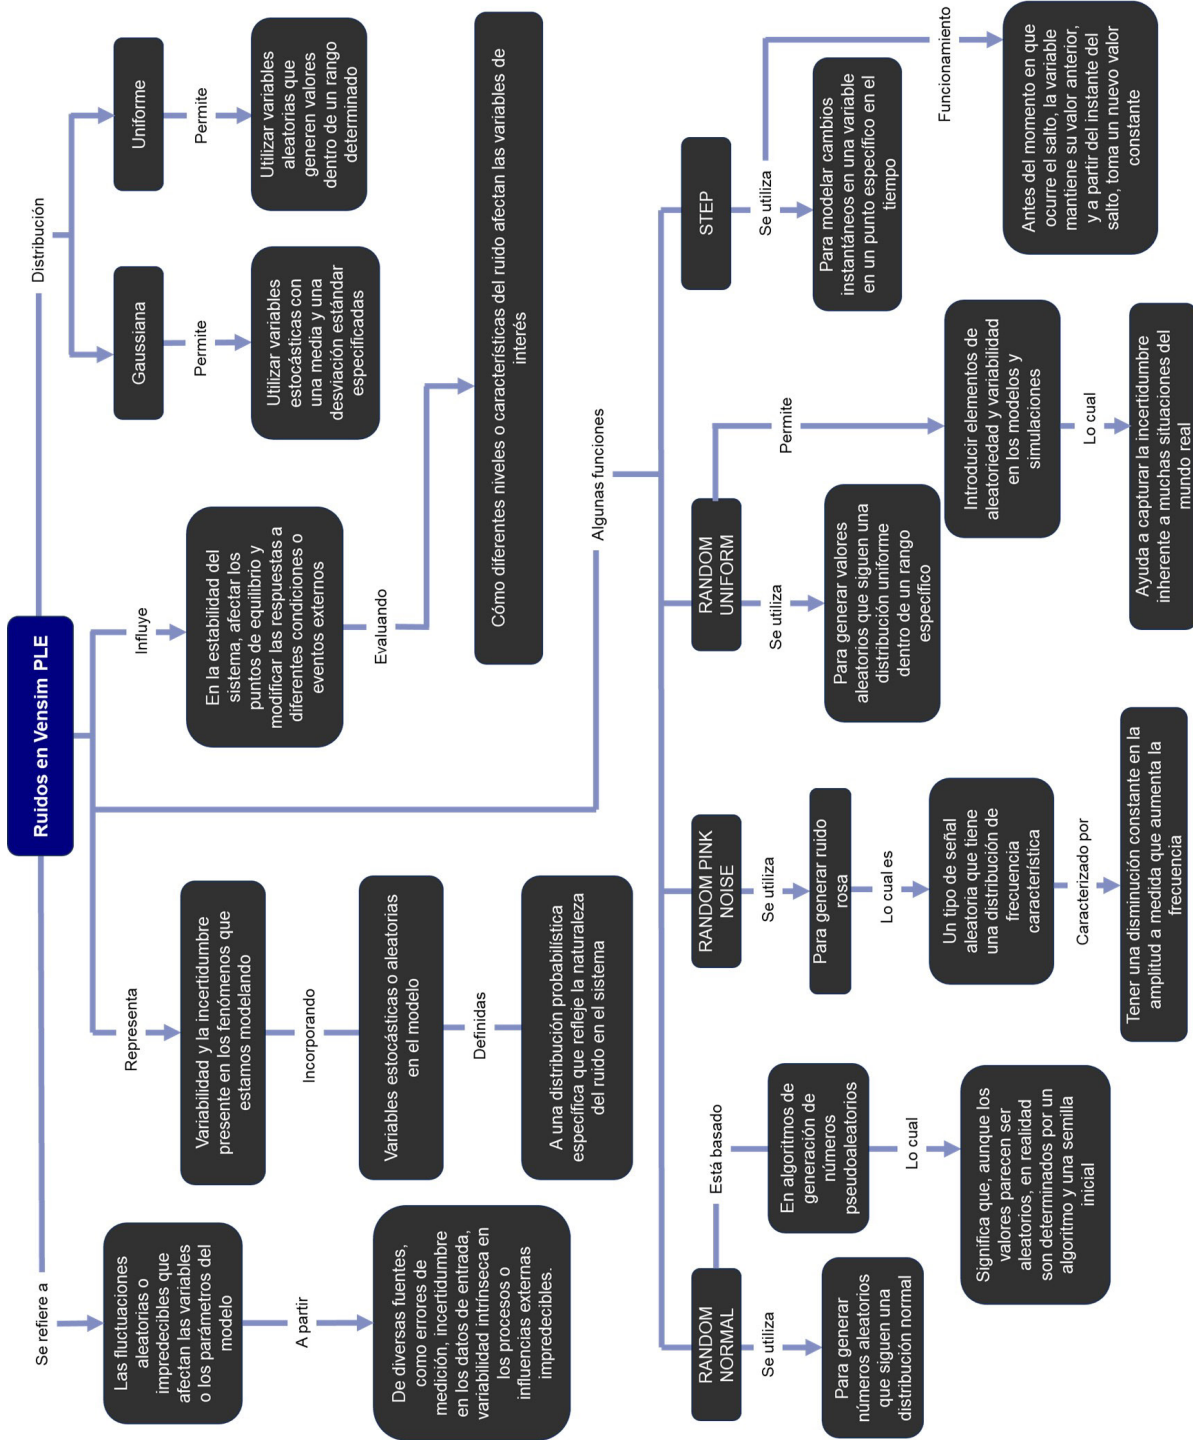 Ruidos en Vensim PLE
Se refiere a
Las fluctuaciones
aleatorias o
impredecibles que
afectan las variables
o los parámetros del
modelo
A partir
De diversas fuentes,
como errores de
medición, incertidumbre
en los datos de entrada,
variabilidad intrínseca en
los procesos o
influencias externas
impredecibles.
Representa
Variabilidad y la incertidumbre
presente en los fenómenos que
estamos modelando
Incorporando
Variables estocásticas o aleatorias
en el modelo
Definidas
A una distribución probabilística
específica que refleje la naturaleza
del ruido en el sistema
Influye
En la estabilidad del
sistema, afectar los
puntos de equilibrio y
modificar las respuestas a
diferentes condiciones o
eventos externos
Evaluando
Cómo diferentes niveles o características del ruido afectan las variables de
interés
Distribución
Gaussiana
Permite
Utilizar variables
estocásticas con
una media y una
desviación estándar
especificadas
Uniforme
Permite
Utilizar variables
aleatorias que
generen valores
dentro de un rango
determinado
Algunas funciones
RANDOM
NORMAL
Se utiliza
Para generar
números aleatorios
que siguen una
distribución normal
Está basado
En algoritmos de
generación de
números
pseudoaleatorios
Lo cual
Significa que, aunque los
valores parecen ser
aleatorios, en realidad
son determinados por un
algoritmo y una semilla
inicial
RANDOM PINK
NOISE
Se utiliza
Para generar ruido
rosa
Lo cual es
Un tipo de señal
aleatoria que tiene
una distribución de
frecuencia
característica
Caracterizado por
Tener una disminución constante en la
amplitud a medida que aumenta la
frecuencia
RANDOM
UNIFORM
Se utiliza
Para generar valores
aleatorios que siguen una
distribución uniforme
dentro de un rango
específico
Permite
Introducir elementos de
aleatoriedad y variabilidad
en los modelos y
simulaciones
Lo cual
Ayuda a capturar la incertidumbre
inherente a muchas situaciones del
mundo real
STEP
Se utiliza
Para modelar cambios
instantáneos en una variable
en un punto específico en el
tiempo
Funcionamiento
Antes del momento en que
ocurre el salto, la variable
mantiene su valor anterior,
y a partir del instante del
salto, toma un nuevo valor
constante